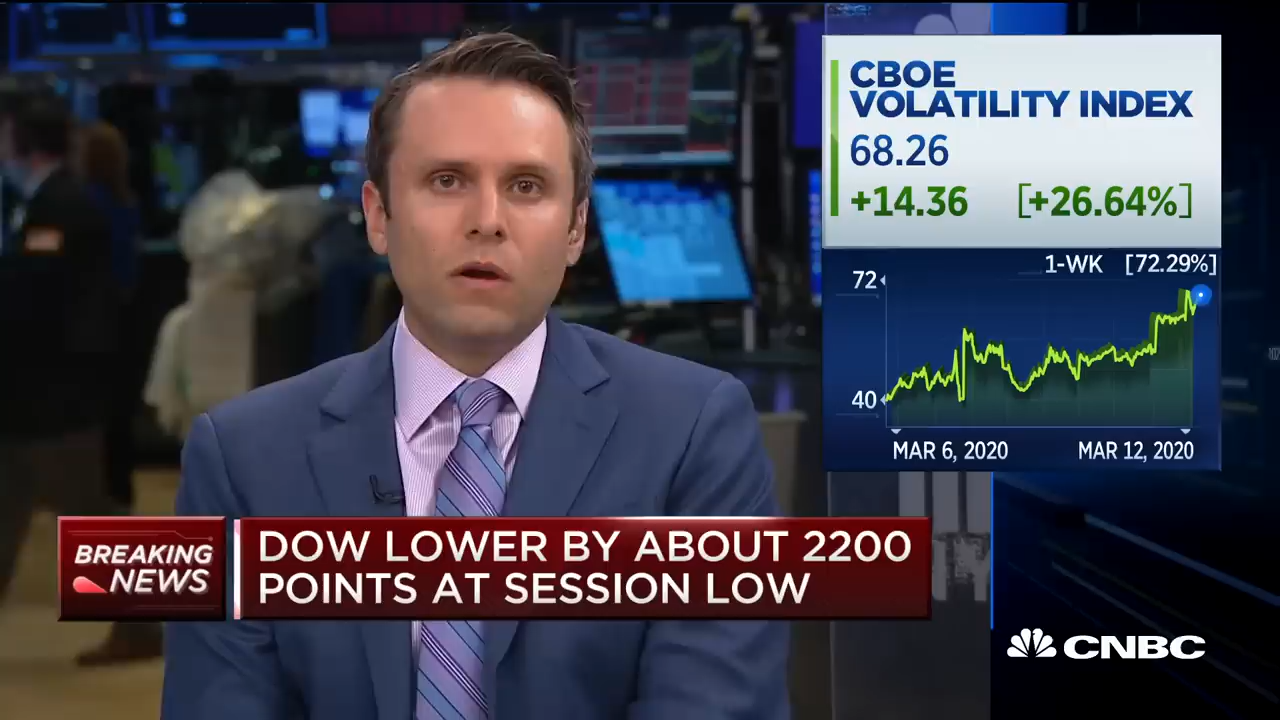 CBOE
VOLATILITY INDEX
68.26
+14.36 [+26.64%]
1-WK [72.29%]
72
40
MAR 6, 2020 MAR 12, 2020
BREAKING
NEWS
DOW LOWER BY ABOUT 2200
POINTS AT SESSION LOW
CNBC